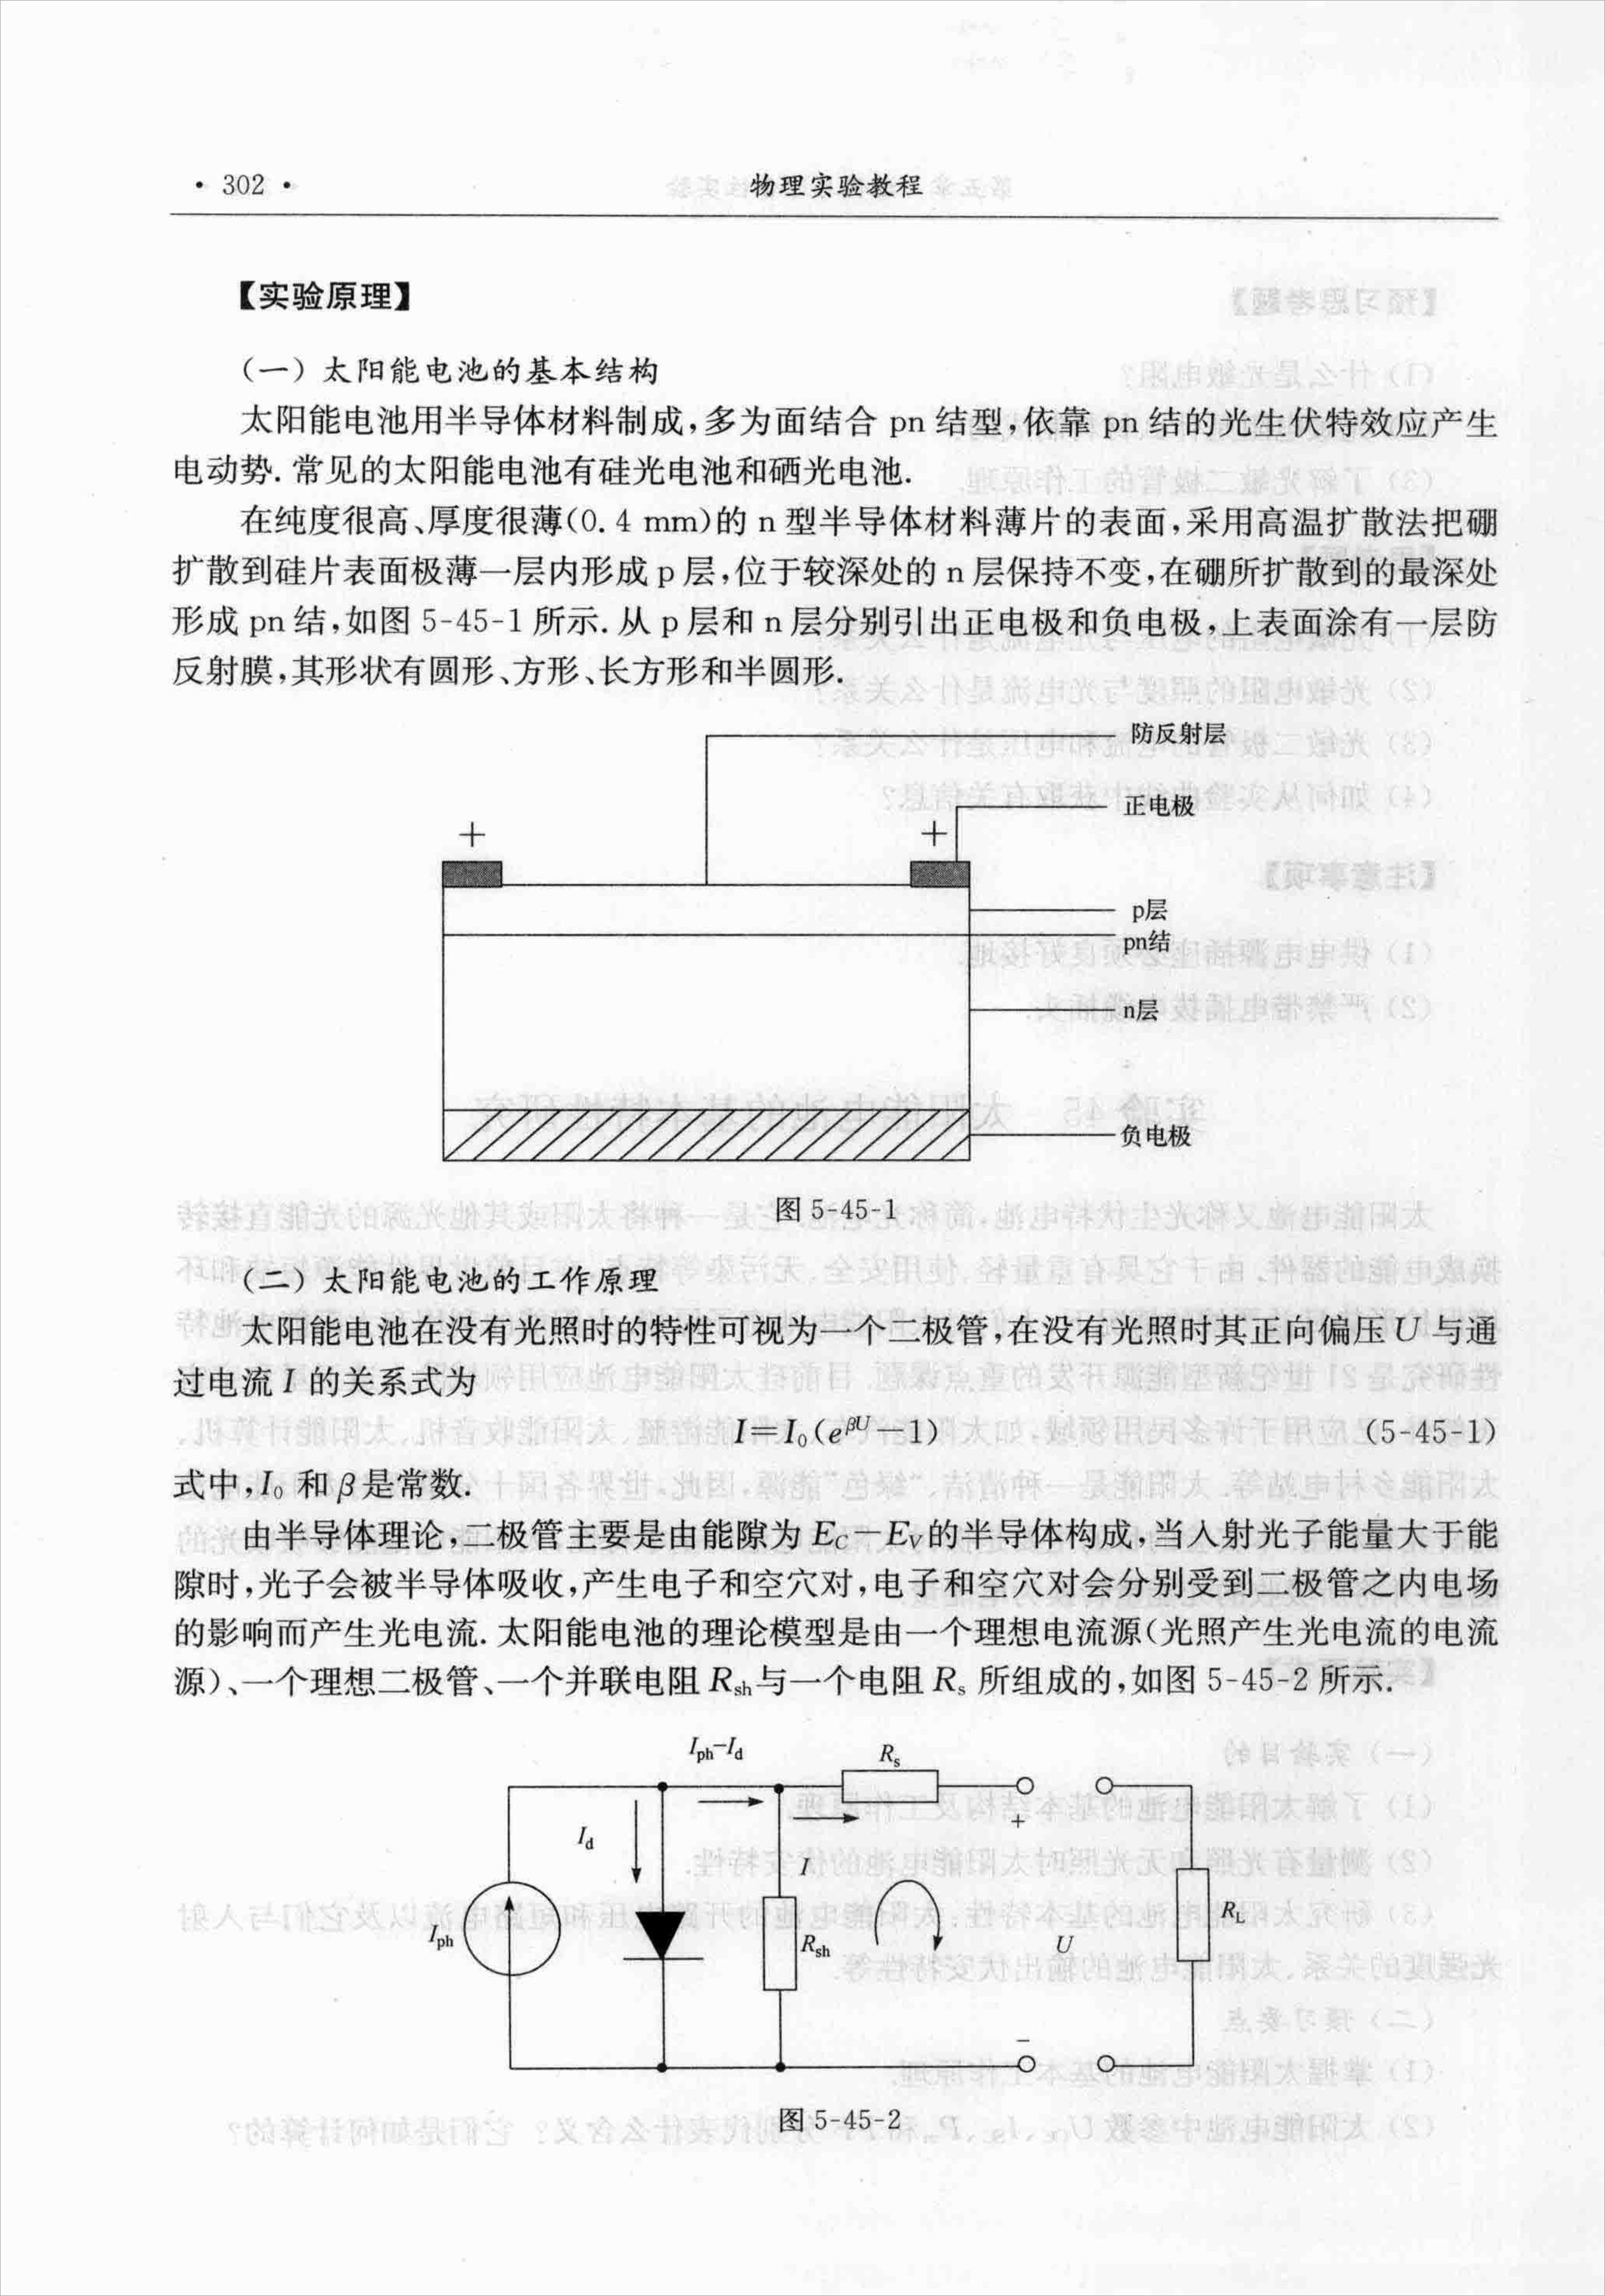 · 302 ·
物理实验教程
【实验原理】
（一）太阳能电池的基本结构
太阳能电池用半导体材料制成,多为面结合 pn 结型,依靠 pn 结的光生伏特效应产生
电动势.常见的太阳能电池有硅光电池和硒光电池.
在纯度很高、厚度很薄(0.4 mm)的 n 型半导体材料薄片的表面,采用高温扩散法把硼
扩散到硅片表面极薄一层内形成 p 层,位于较深处的 n 层保持不变,在硼所扩散到的最深处
形成 pn 结,如图 5-45-1 所示.从 p 层和 n 层分别引出正电极和负电极,上表面涂有一层防
反射膜,其形状有圆形、方形、长方形和半圆形.
防反射层
正电极
+ +
p层
pn结
n层
负电极
图 5-45-1
（二）太阳能电池的工作原理
太阳能电池在没有光照时的特性可视为一个二极管,在没有光照时其正向偏压 U 与通
过电流 I 的关系式为
I=I₀(e^{βU}－1) (5-45-1)
式中,I₀ 和 β 是常数.
由半导体理论,二极管主要是由能隙为 E_C－E_V 的半导体构成,当入射光子能量大于能
隙时,光子会被半导体吸收,产生电子和空穴对,电子和空穴对会分别受到二极管之内电场
的影响而产生光电流.太阳能电池的理论模型是由一个理想电流源(光照产生光电流的电流
源)、一个理想二极管、一个并联电阻 R_sh 与一个电阻 R_s 所组成的,如图 5-45-2 所示.
I_ph−I_d
R_s
+
I_d
I
I_ph
R_sh
U
R_L
−
图 5-45-2